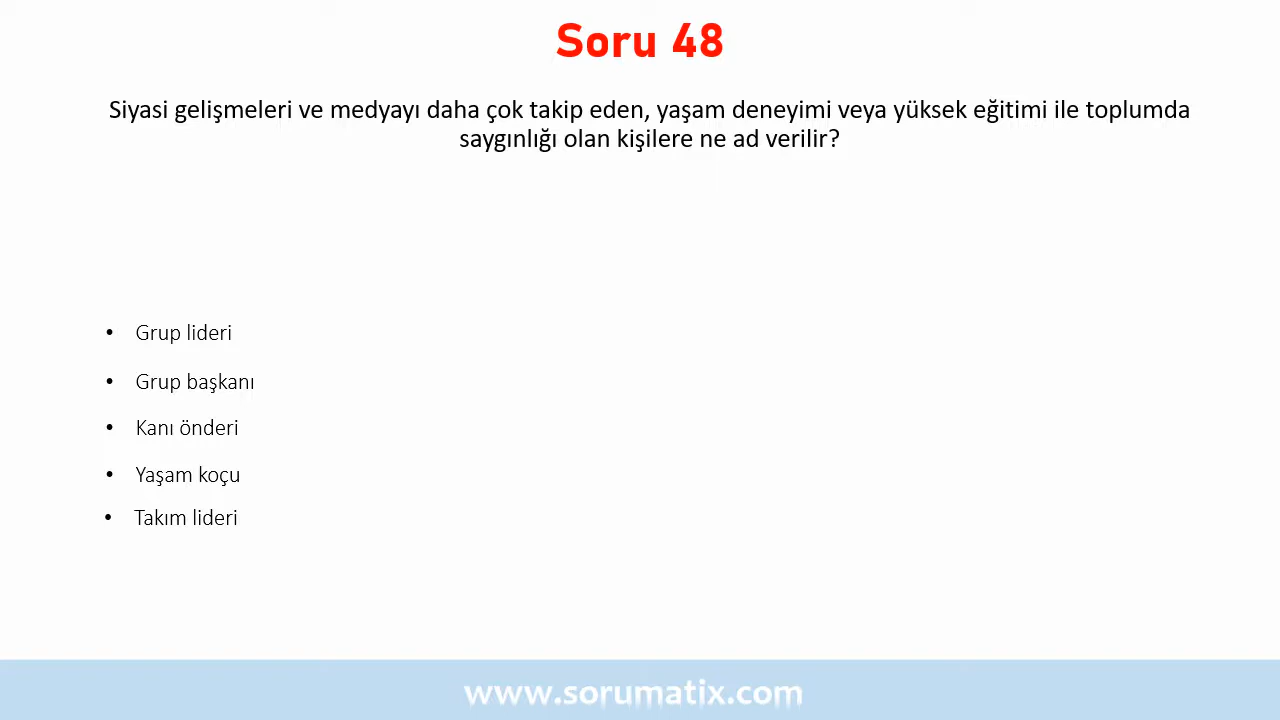 Soru 48
Siyasi gelişmeleri ve medyayı daha çok takip eden, yaşam deneyimi veya yüksek eğitimi ile toplumda
saygınlığı olan kişilere ne ad verilir?
• Grup lideri
• Grup başkanı
• Kanı önderi
• Yaşam koçu
• Takım lideri
www.sorumatix.com